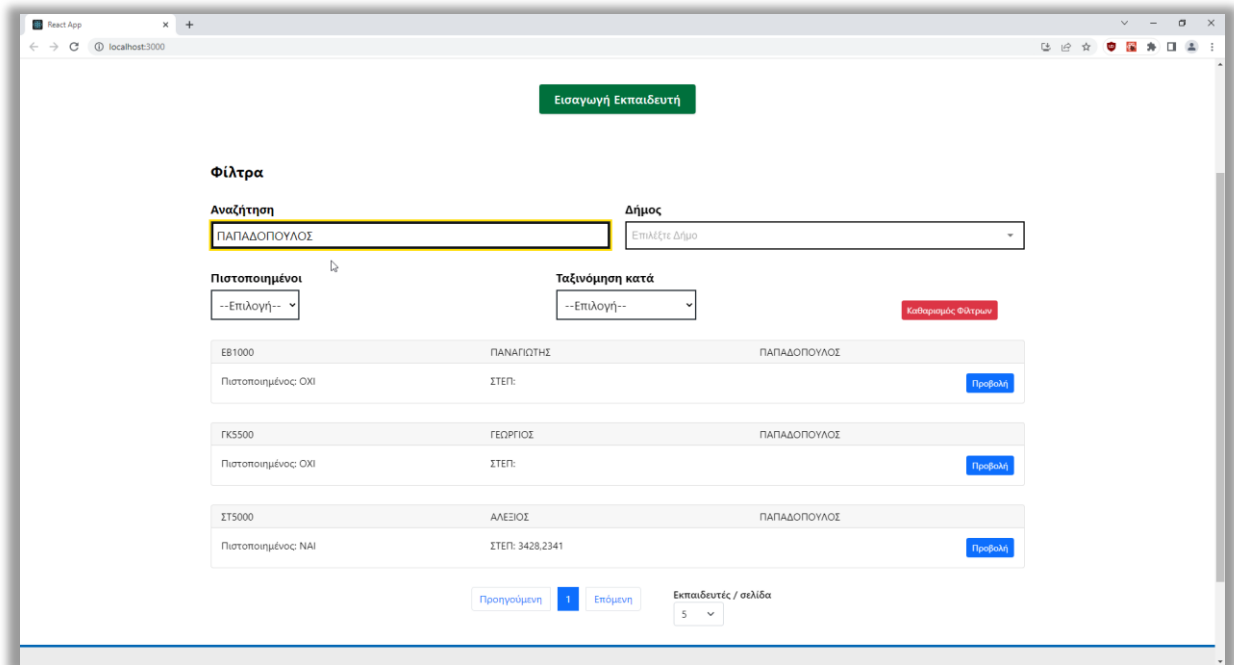 React App
localhost:3000
Εισαγωγή Εκπαιδευτή
Φίλτρα
Αναζήτηση Δήμος
ΠΑΠΑΔΟΠΟΥΛΟΣ Επιλέξτε Δήμο
Πιστοποιημένοι Ταξινόμηση κατά
--Επιλογή-- --Επιλογή-- Καθαρισμός Φίλτρων
ΕΒ1000 ΠΑΝΑΓΙΩΤΗΣ ΠΑΠΑΔΟΠΟΥΛΟΣ
Πιστοποιημένος: ΟΧΙ ΣΤΕΠ: Προβολή
ΓΚ5500 ΓΕΩΡΓΙΟΣ ΠΑΠΑΔΟΠΟΥΛΟΣ
Πιστοποιημένος: ΟΧΙ ΣΤΕΠ: Προβολή
ΣΤ5000 ΑΛΕΞΙΟΣ ΠΑΠΑΔΟΠΟΥΛΟΣ
Πιστοποιημένος: ΝΑΙ ΣΤΕΠ: 3428,2341 Προβολή
Προηγούμενη 1 Επόμενη Εκπαιδευτές / σελίδα
5